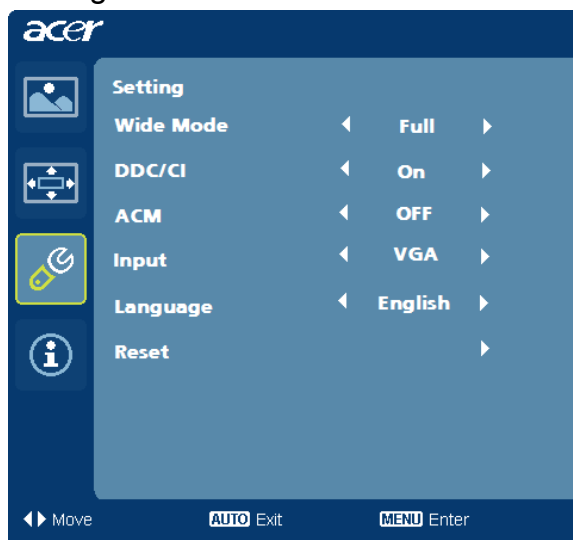 acer
Setting
Wide Mode Full
DDC/CI On
ACM OFF
Input VGA
Language English
Reset
Move AUTO Exit MENU Enter